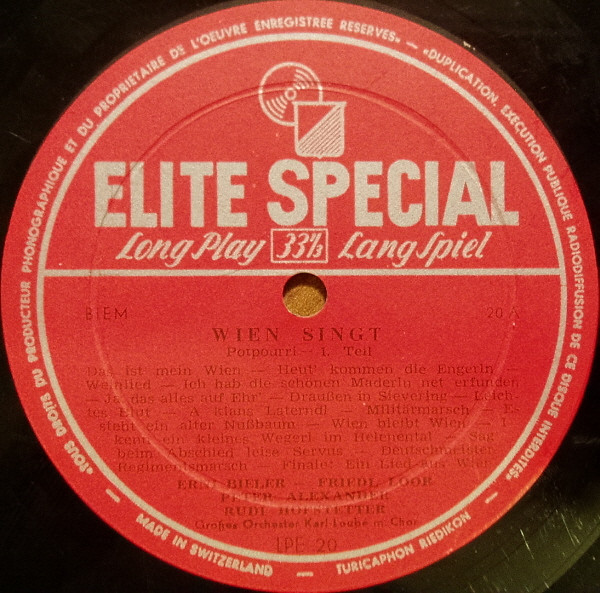 "TOUS DROITS DU PRODUCTEUR PHONOGRAPHIQUE ET DU PROPRIETAIRE DE L'OEUVRE ENREGISTREE RESERVES" — "DUPLICATION, EXECUTION PUBLIQUE RADIODIFFUSION DE CE DISQUE INTERDITES"
ELITE SPECIAL
Long Play 33⅓ Lang Spiel
BIEM 20 A
WIEN SINGT
Potpourri — 1. Teil
Das ist mein Wien — Heut' kommen die Engerln —
Weinlied — Ich hab die schönen Maderln net erfunden
— Ja, das alles auf Ehr' — Draußen in Sievering — Leich-
tes Blut — A klans Laterndl — Militärmarsch — Es
steht ein alter Nußbaum — Wien bleibt Wien — I
kenn ein kleines Wegerl im Helenental — Sag
beim Abschied leise Servus — Deutschmeister
Regimentsmarsch — Finale: Ein Lied aus Wien
ERNI BIELER — FRIEDL LOOR
PETER ALEXANDER
RUDI HOFSTETTER
Großes Orchester Karl Loubé m. Chor
LPE 20
MADE IN SWITZERLAND — TURICAPHON RIEDIKON